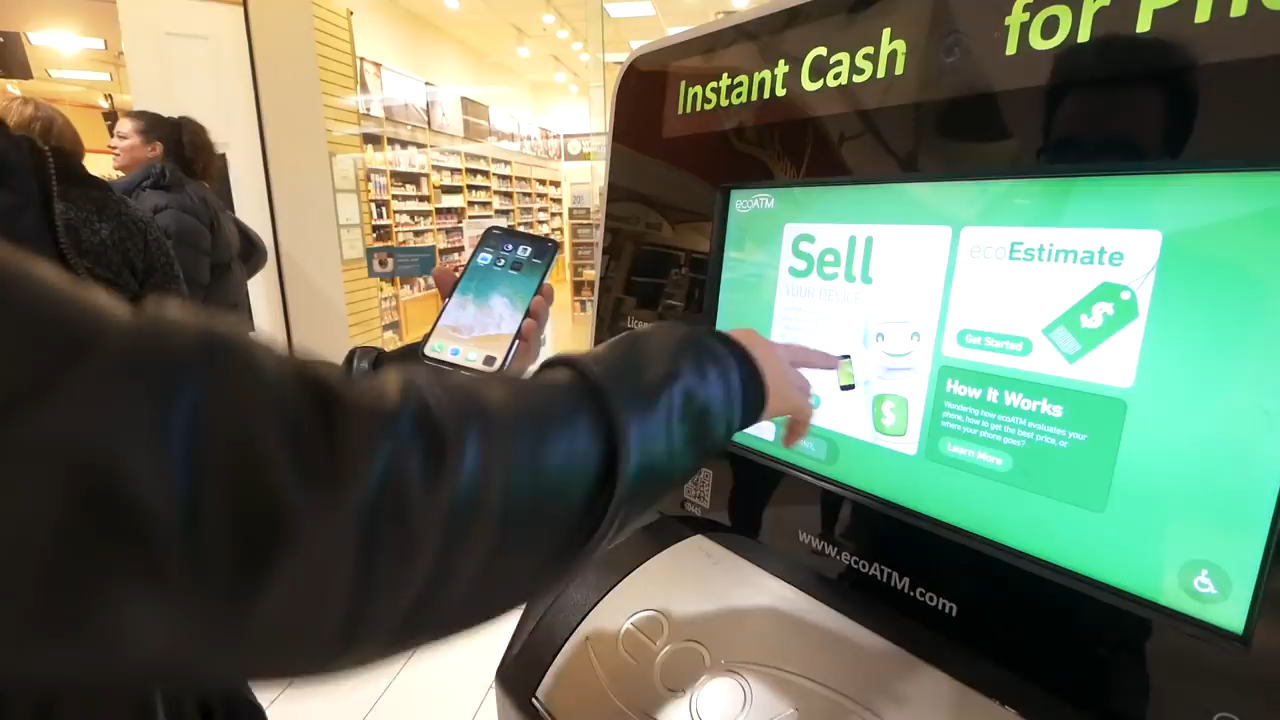 Instant Cash
for
ecoATM
Sell
YOUR DEVICE
ecoEstimate
$
Get Started
How It Works
Wondering how ecoATM evaluates your
phone, how to get the best price, or
where your phone goes?
Learn More
$
www.ecoATM.com
eco